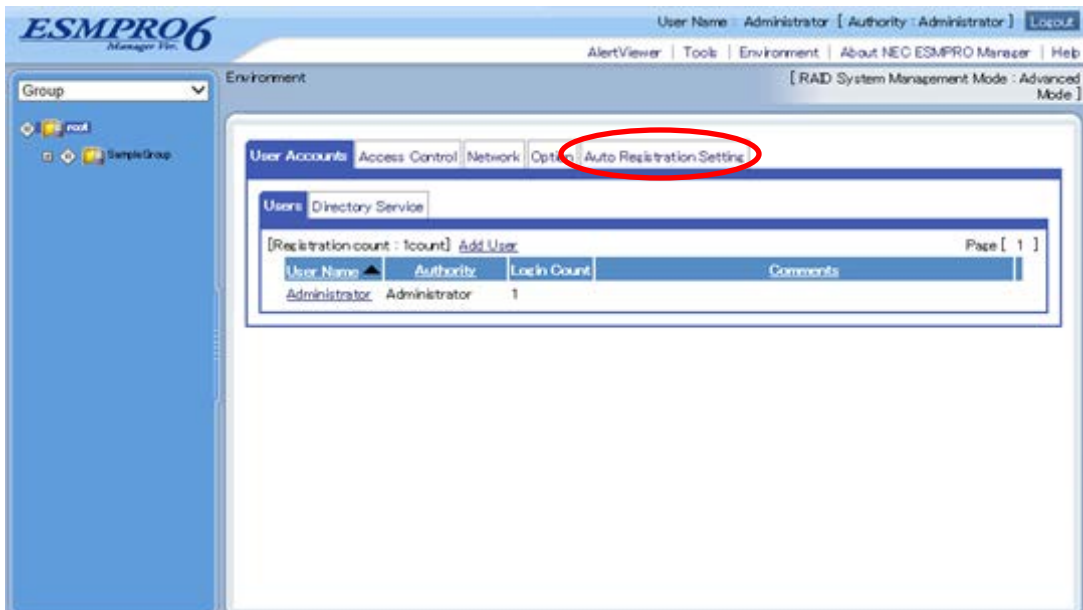 ESMPRO6
Manager Ver.
User Name : Administrator [ Authority : Administrator ] Logout
AlertViewer | Tools | Environment | About NEC ESMPRO Manager | Help
Group
Environment
[ RAID System Management Mode : Advanced
Mode ]
root
SampleGroup
User Accounts Access Control Network Option Auto Registration Setting
Users Directory Service
[Registration count : 1count] Add User Page [ 1 ]
User Name ▲ Authority Login Count Comments
Administrator Administrator 1